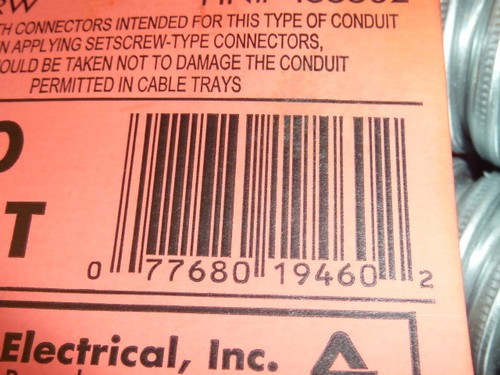 TH CONNECTORS INTENDED FOR THIS TYPE OF CONDUIT
N APPLYING SETSCREW-TYPE CONNECTORS,
OULD BE TAKEN NOT TO DAMAGE THE CONDUIT
PERMITTED IN CABLE TRAYS
O
T
0 77680 19460 2
Electrical, Inc.